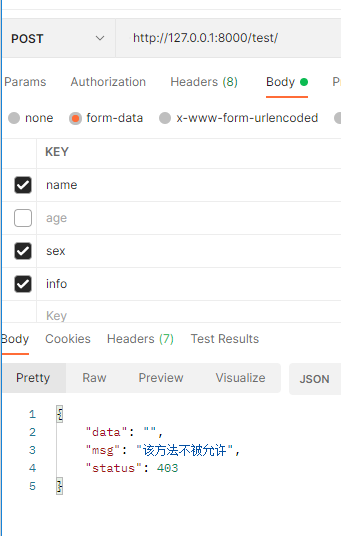 POST http://127.0.0.1:8000/test/
Params Authorization Headers (8) Body
none form-data x-www-form-urlencoded
KEY
name
age
sex
info
Key
Body Cookies Headers (7) Test Results
Pretty Raw Preview Visualize JSON
1 {
2 "data": "",
3 "msg": "该方法不被允许",
4 "status": 403
5 }